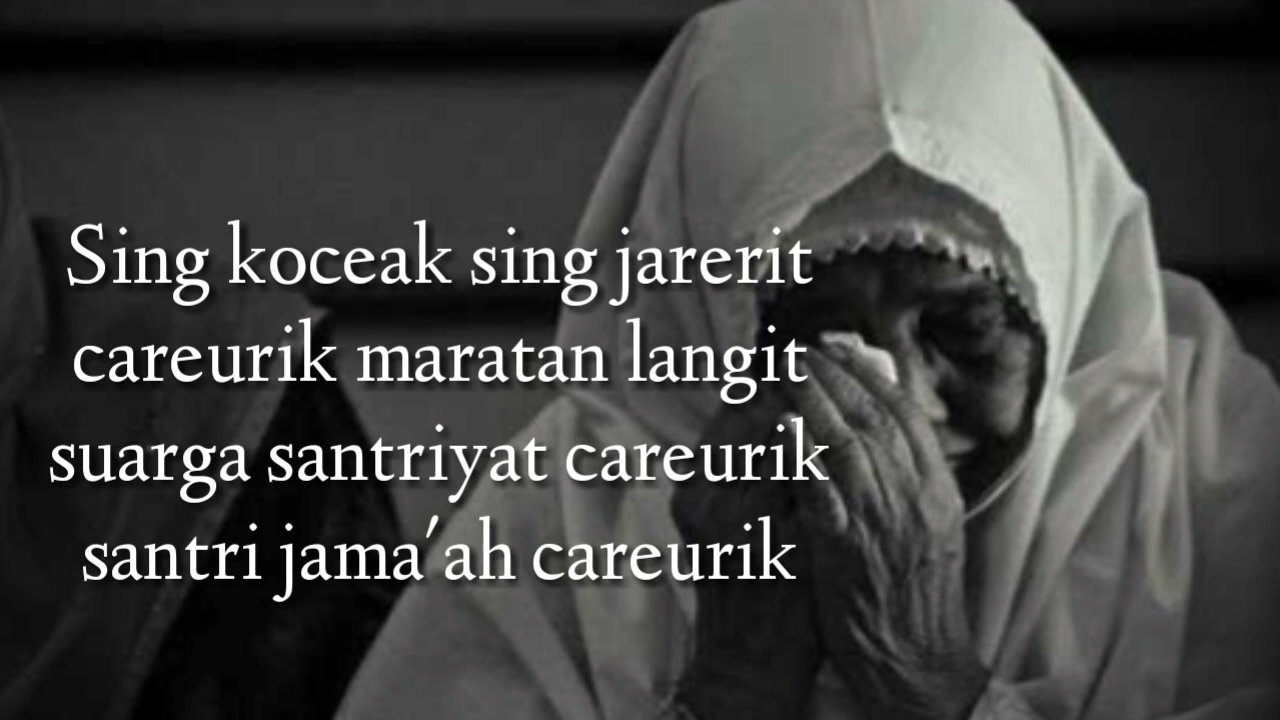 Sing koceak sing jarerit
careurik maratan langit
suarga santriyat careurik
santri jama'ah careurik